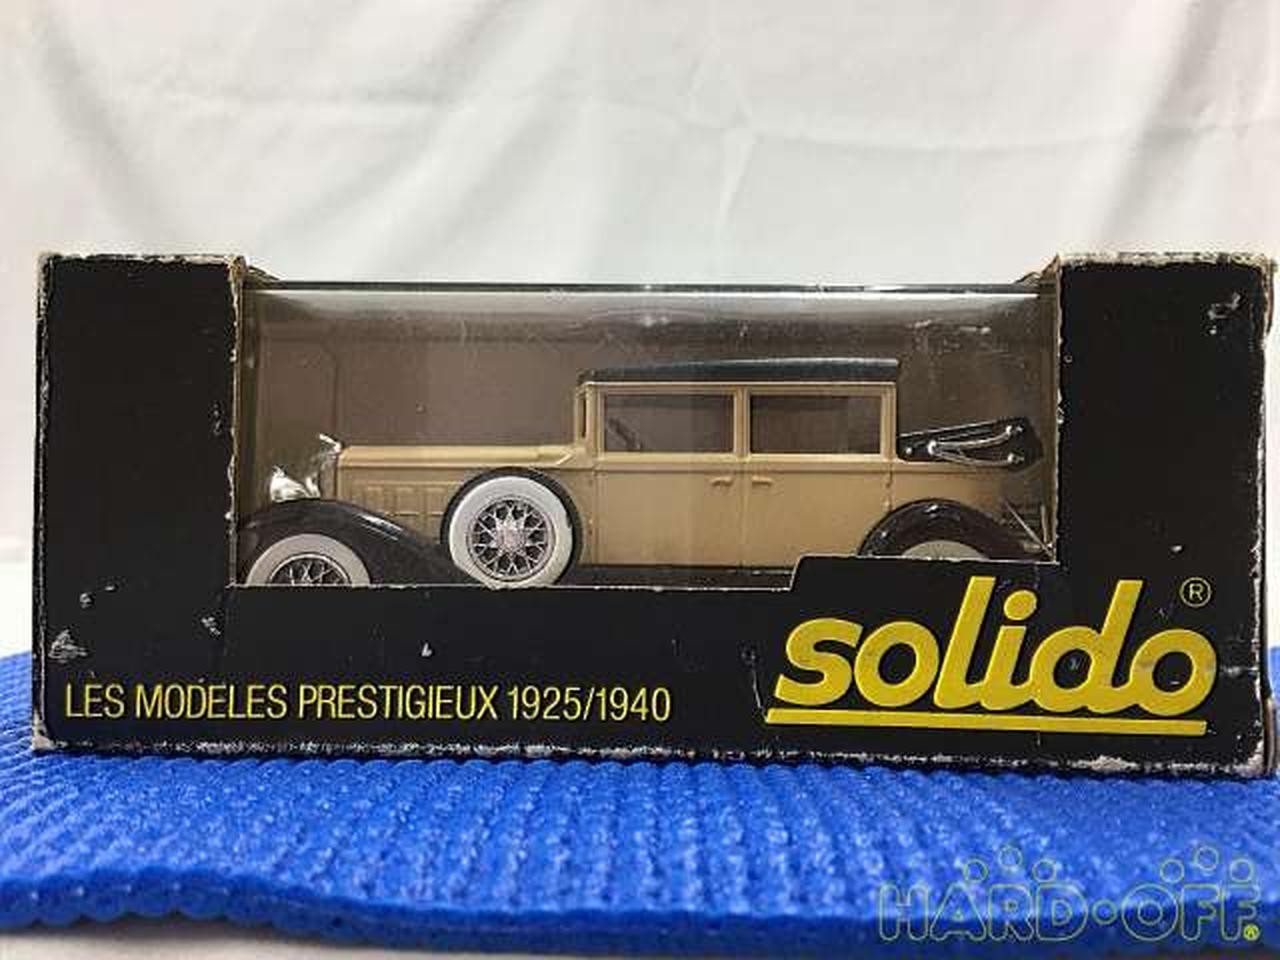 solido®
LES MODELES PRESTIGIEUX 1925/1940
HARD·OFF®